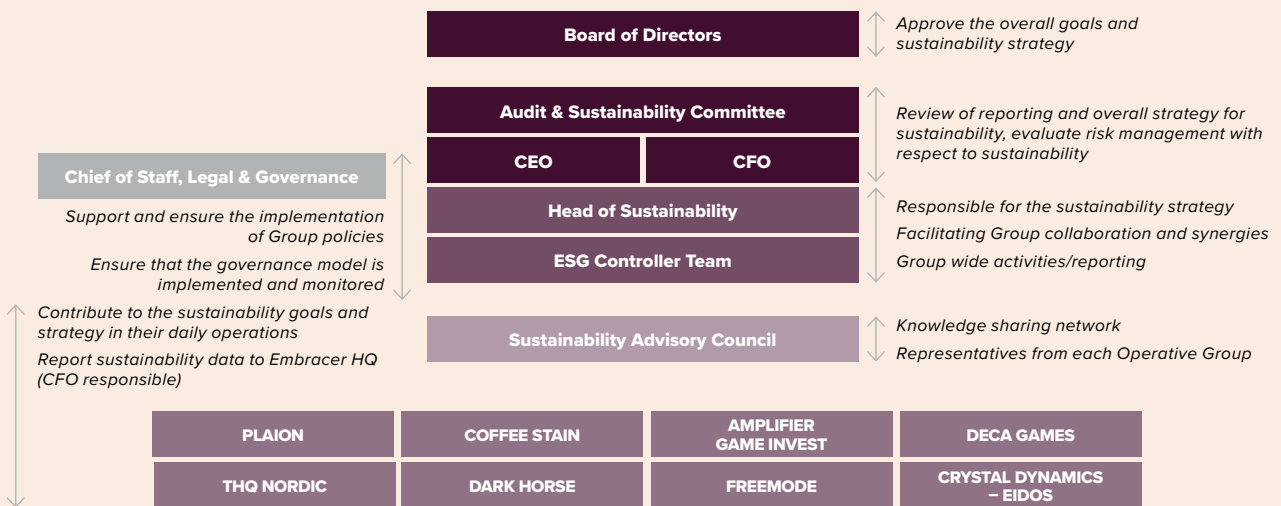 Board of Directors
Approve the overall goals and
sustainability strategy
Audit & Sustainability Committee
CEO
CFO
Review of reporting and overall strategy for
sustainability, evaluate risk management with
respect to sustainability
Chief of Staff, Legal & Governance
Support and ensure the implementation
of Group policies
Ensure that the governance model is
implemented and monitored
Head of Sustainability
ESG Controller Team
Responsible for the sustainability strategy
Facilitating Group collaboration and synergies
Group wide activities/reporting
Contribute to the sustainability goals and
strategy in their daily operations
Report sustainability data to Embracer HQ
(CFO responsible)
Sustainability Advisory Council
Knowledge sharing network
Representatives from each Operative Group
PLAION
COFFEE STAIN
AMPLIFIER
GAME INVEST
DECA GAMES
THQ NORDIC
DARK HORSE
FREEMODE
CRYSTAL DYNAMICS
– EIDOS